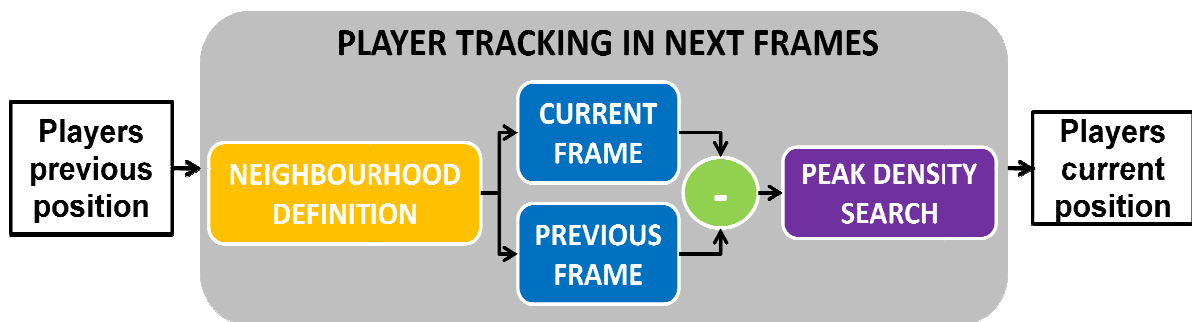 PLAYER TRACKING IN NEXT FRAMES
Players
previous
position
NEIGHBOURHOOD
DEFINITION
CURRENT
FRAME
PREVIOUS
FRAME
-
PEAK DENSITY
SEARCH
Players
current
position